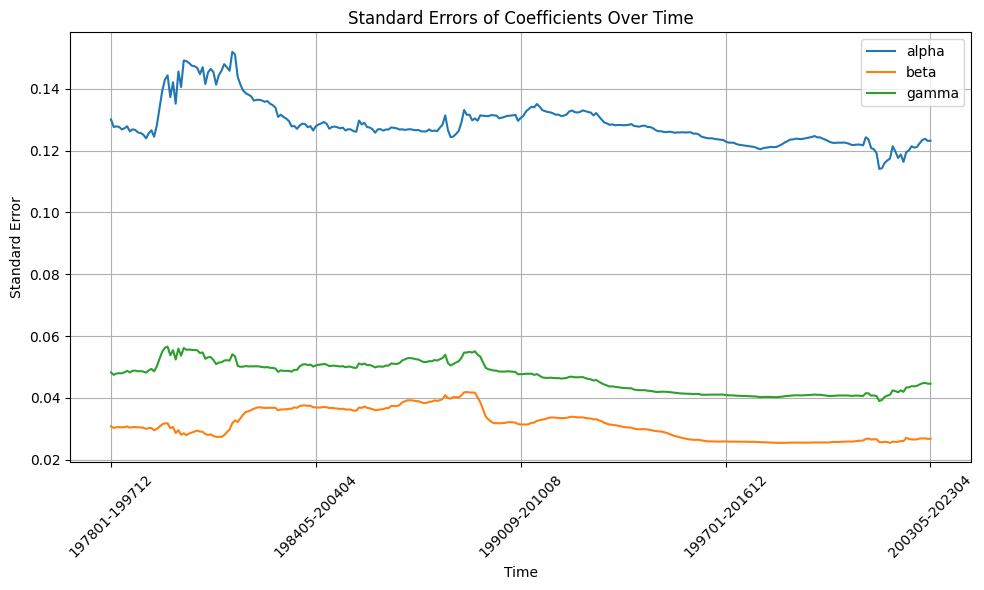 Standard Errors of Coefficients Over Time
alpha
beta
gamma
Standard Error
0.14
0.12
0.10
0.08
0.06
0.04
0.02
197801-199712
198405-200404
199009-201008
199701-201612
200305-202304
Time